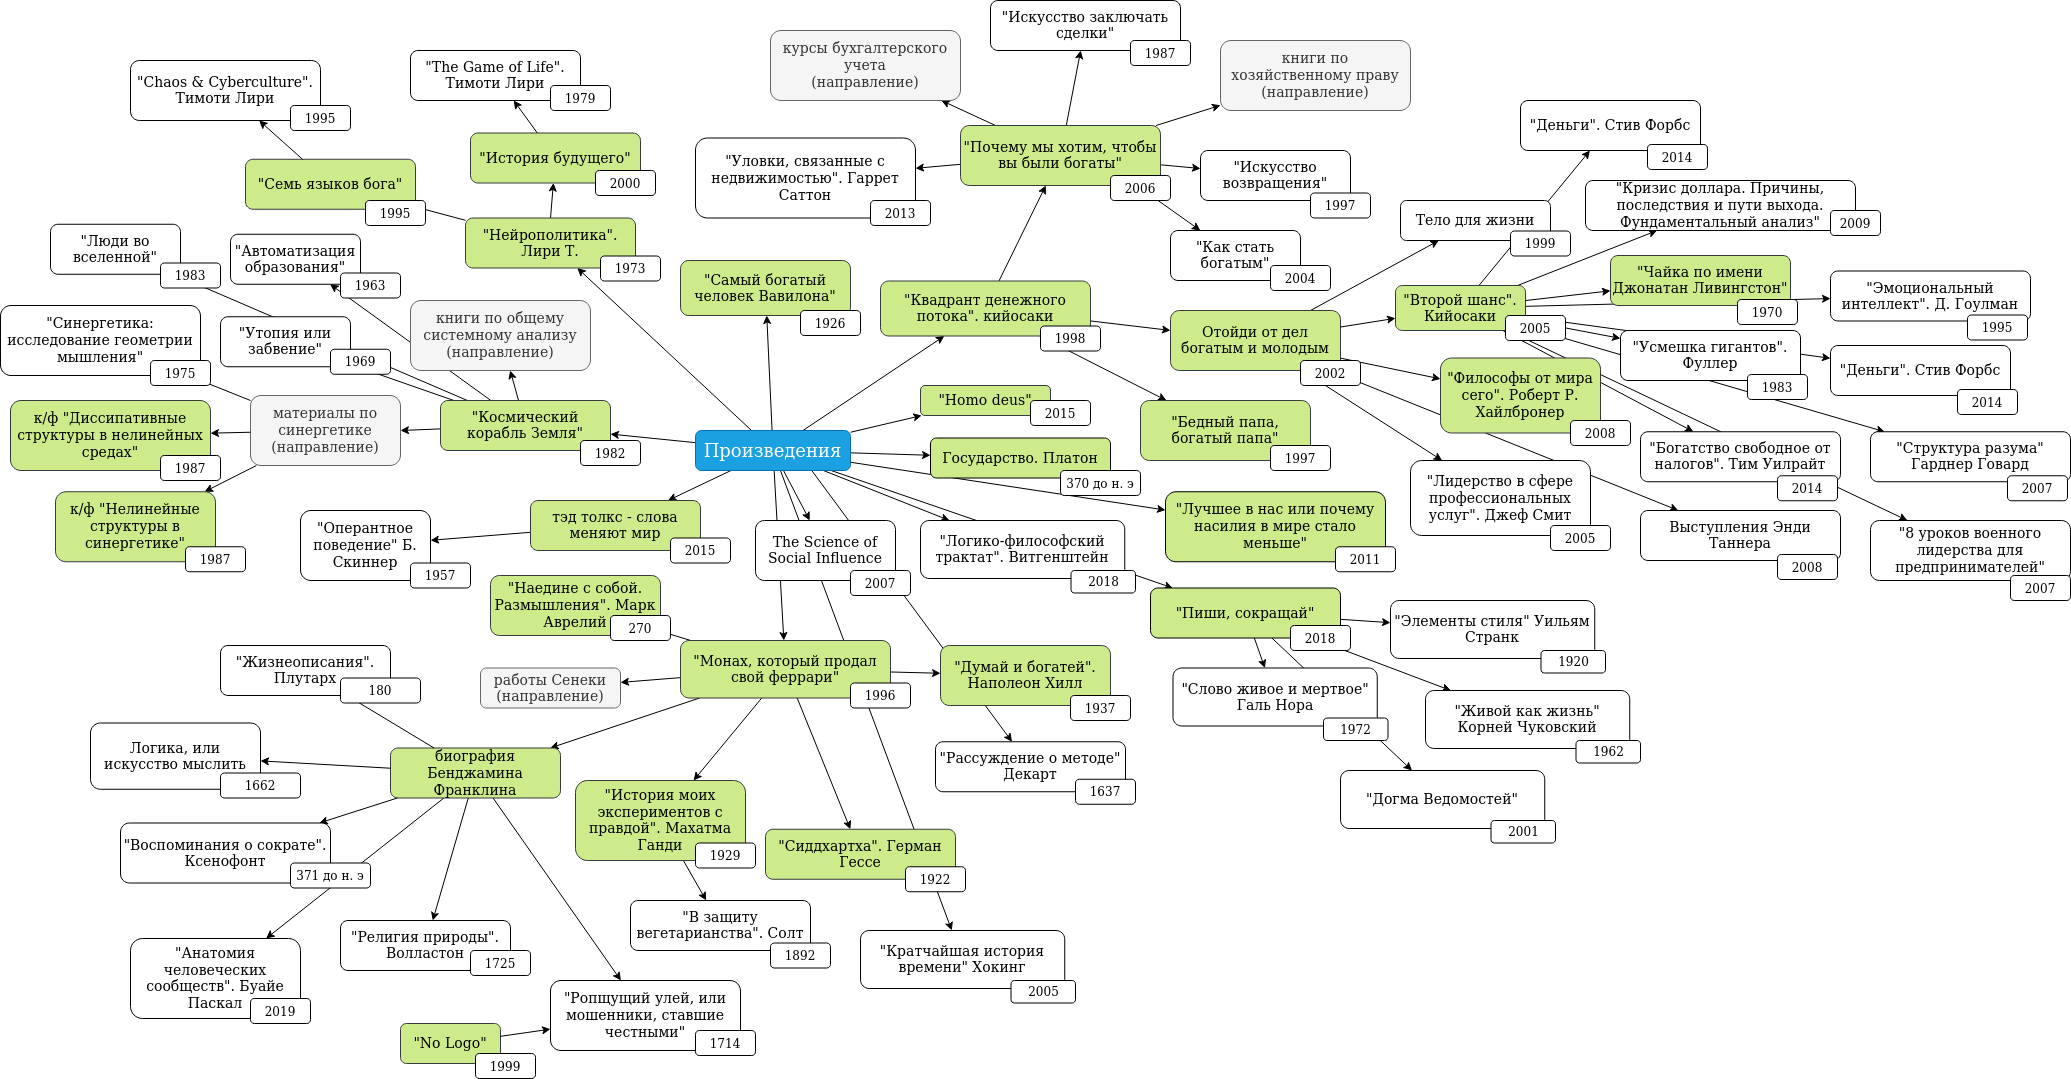 "Искусство заключать
сделки"
1987
курсы бухгалтерского
учета
(направление)
книги по
хозяйственному праву
(направление)
"Chaos & Cyberculture".
Тимоти Лири
1995
"The Game of Life".
Тимоти Лири
1979
"Деньги". Стив Форбс
2014
"Почему мы хотим, чтобы
вы были богаты"
2006
"История будущего"
2000
"Уловки, связанные с
недвижимостью". Гаррет
Саттон
2013
"Искусство
возвращения"
1997
"Семь языков бога"
1995
"Кризис доллара. Причины,
последствия и пути выхода.
Фундаментальный анализ"
2009
Тело для жизни
1999
"Нейрополитика".
Лири Т.
1973
"Люди во
вселенной"
1983
"Автоматизация
образования"
1963
"Как стать
богатым"
2004
"Самый богатый
человек Вавилона"
1926
"Чайка по имени
Джонатан Ливингстон"
1970
"Эмоциональный
интеллект". Д. Гоулман
1995
"Квадрант денежного
потока". кийосаки
1998
"Второй шанс".
Кийосаки
2005
"Синергетика:
исследование геометрии
мышления"
1975
"Утопия или
забвение"
1969
книги по общему
системному анализу
(направление)
Отойди от дел
богатым и молодым
2002
"Усмешка гигантов".
Фуллер
1983
"Деньги". Стив Форбс
2014
"Философы от мира
сего". Роберт Р.
Хайлбронер
2008
"Homo deus"
2015
к/ф "Диссипативные
структуры в нелинейных
средах"
1987
материалы по
синергетике
(направление)
"Космический
корабль Земля"
1982
Произведения
"Бедный папа,
богатый папа"
1997
Государство. Платон
370 до н. э
"Богатство свободное от
налогов". Тим Уилрайт
2014
"Структура разума"
Гарднер Говард
2007
"Лидерство в сфере
профессиональных
услуг". Джеф Смит
2005
к/ф "Нелинейные
структуры в
синергетике"
1987
"Оперантное
поведение" Б.
Скиннер
1957
тэд толкс - слова
меняют мир
2015
The Science of
Social Influence
2007
"Логико-философский
трактат". Витгенштейн
2018
"Лучшее в нас или почему
насилия в мире стало
меньше"
2011
Выступления Энди
Таннера
2008
"8 уроков военного
лидерства для
предпринимателей"
2007
"Наедине с собой.
Размышления". Марк
Аврелий
270
"Пиши, сокращай"
2018
"Элементы стиля" Уильям
Странк
1920
"Жизнеописания".
Плутарх
180
работы Сенеки
(направление)
"Монах, который продал
свой феррари"
1996
"Думай и богатей".
Наполеон Хилл
1937
"Слово живое и мертвое"
Галь Нора
1972
"Живой как жизнь"
Корней Чуковский
1962
Логика, или
искусство мыслить
1662
биография
Бенджамина
Франклина
"Рассуждение о методе"
Декарт
1637
"Догма Ведомостей"
2001
"История моих
экспериментов с
правдой". Махатма
Ганди
1929
"Сиддхартха". Герман
Гессе
1922
"Воспоминания о сократе".
Ксенофонт
371 до н. э
"В защиту
вегетарианства". Солт
1892
"Кратчайшая история
времени" Хокинг
2005
"Анатомия
человеческих
сообществ". Буайе
Паскал
2019
"Религия природы".
Волластон
1725
"Ропщущий улей, или
мошенники, ставшие
честными"
1714
"No Logo"
1999